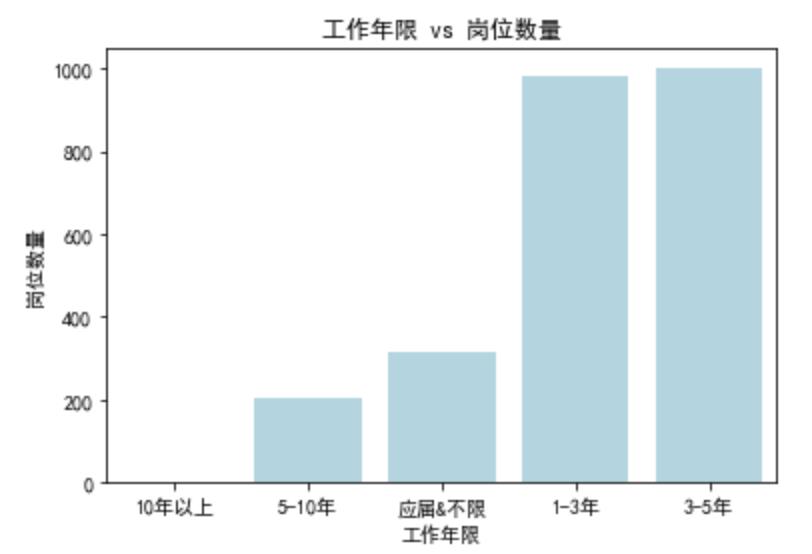 工作年限 vs 岗位数量
岗位数量
1000
800
600
400
200
0
10年以上 5-10年 应届&不限 1-3年 3-5年
工作年限